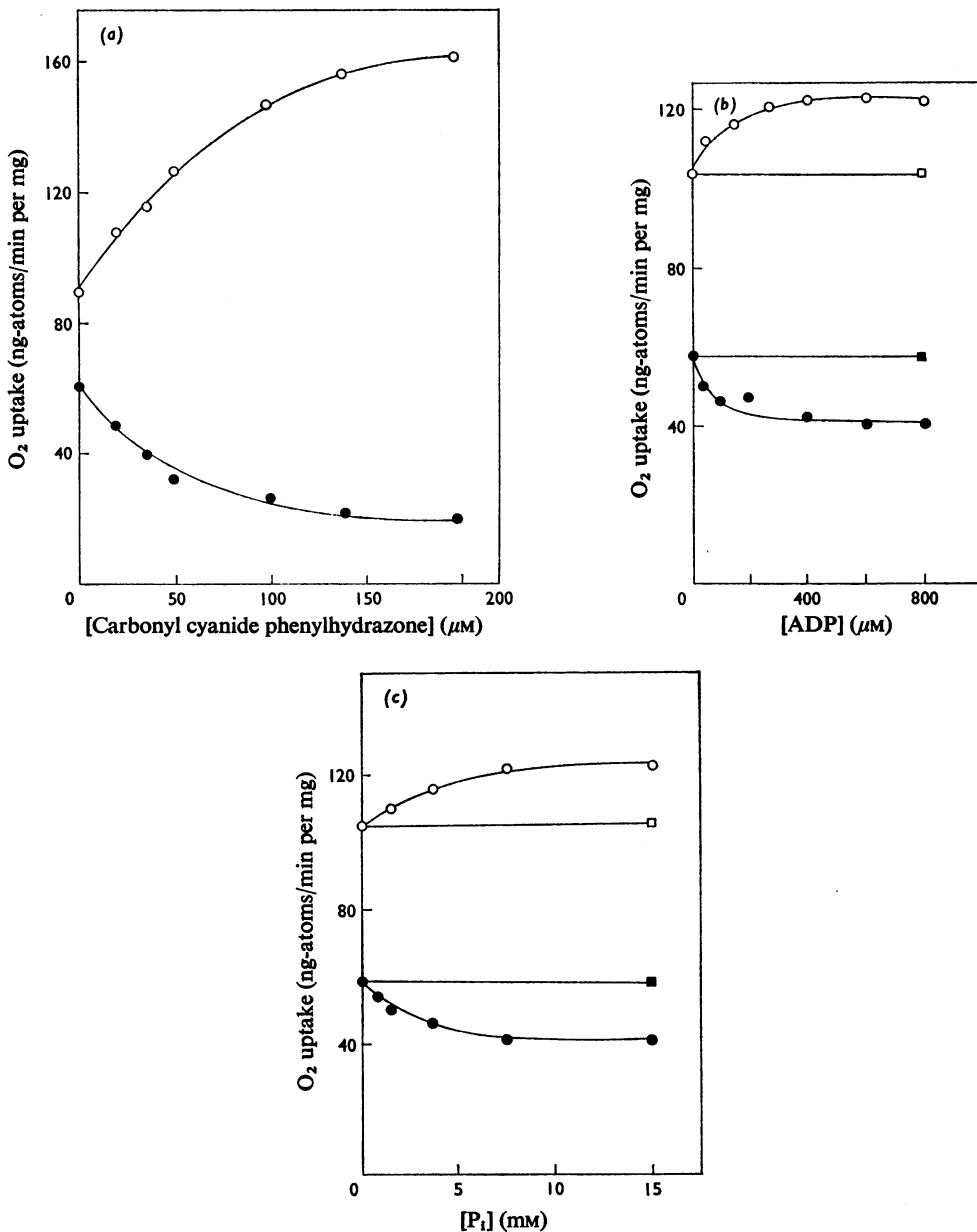 (a)
160
120
80
40
0
50
100
150
200
O₂ uptake (ng-atoms/min per mg)
[Carbonyl cyanide phenylhydrazone] (μM)
(b)
120
80
40
0
400
800
O₂ uptake (ng-atoms/min per mg)
[ADP] (μM)
(c)
120
80
40
0
5
10
15
O₂ uptake (ng-atoms/min per mg)
[Pᵢ] (mM)